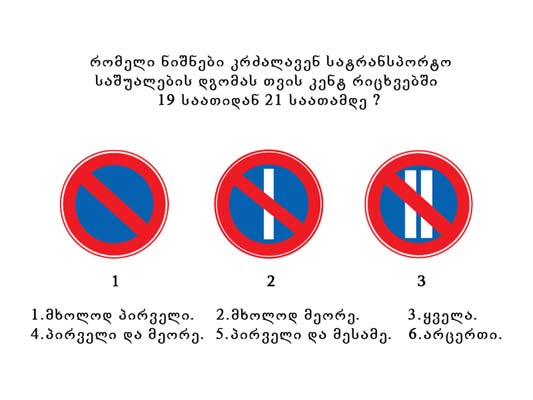 რომელი ნიშნები კრძალავენ სატრანსპორტო
საშუალების დგომას თვის კენტ რიცხვებში
19 საათიდან 21 საათამდე ?
1 2 3
1.მხოლოდ პირველი. 2.მხოლოდ მეორე. 3.ყველა.
4.პირველი და მეორე. 5.პირველი და მესამე. 6.არცერთი.